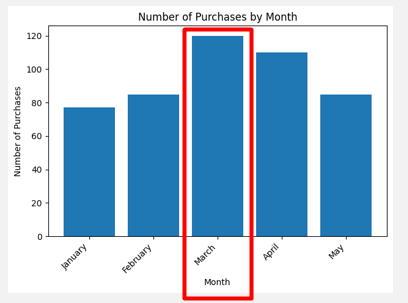 Number of Purchases by Month
120
100
80
60
40
20
0
Number of Purchases
January
February
March
April
May
Month